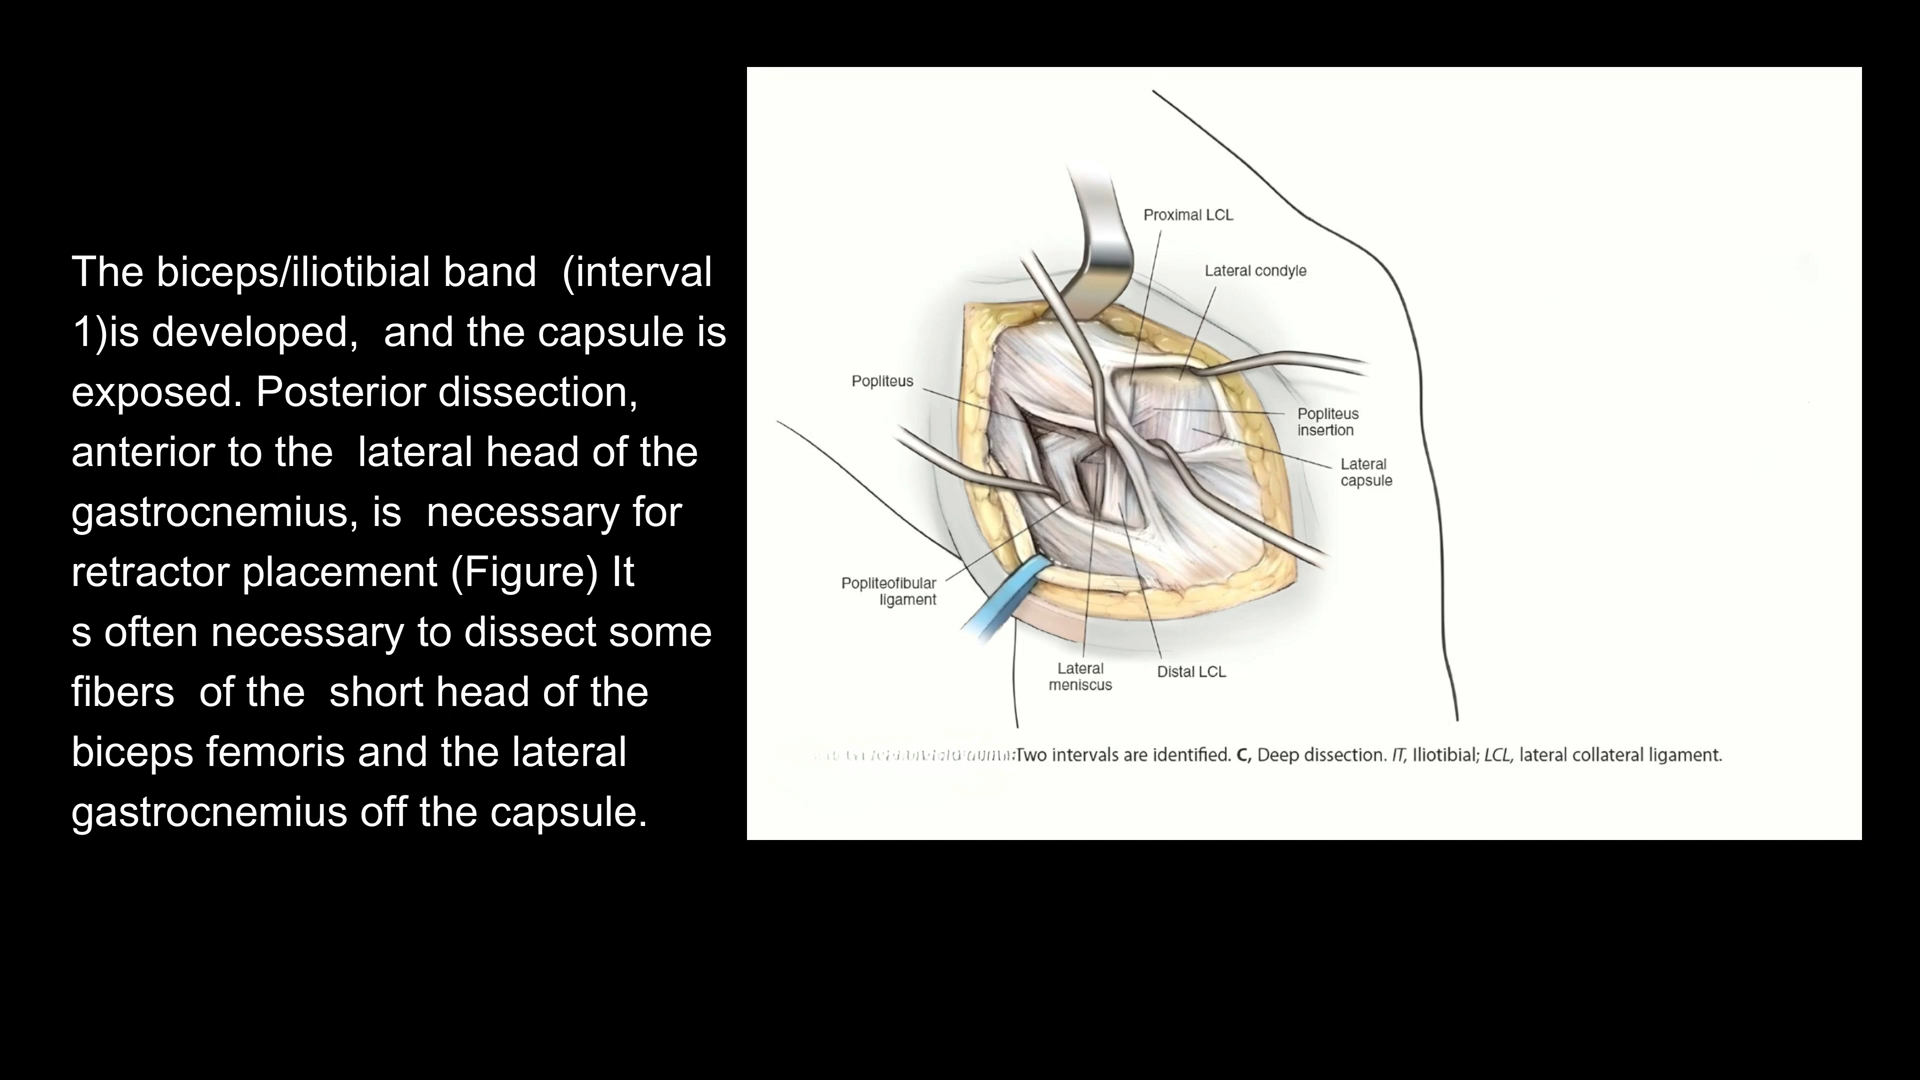 The biceps/iliotibial band  (interval
1)is developed,  and the capsule is
exposed. Posterior dissection,
anterior to the  lateral head of the
gastrocnemius, is  necessary for
retractor placement (Figure) It
s often necessary to dissect some
fibers  of the  short head of the
biceps femoris and the lateral
gastrocnemius off the capsule.
Proximal LCL
Lateral condyle
Popliteus
Popliteus
insertion
Lateral
capsule
Popliteofibular
ligament
Lateral
meniscus
Distal LCL
:Two intervals are identified. C, Deep dissection. IT, Iliotibial; LCL, lateral collateral ligament.